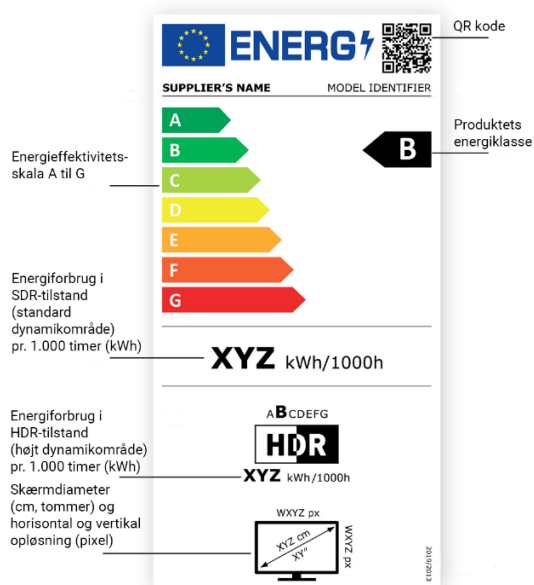 QR kode
ENERG
SUPPLIER'S NAME
MODEL IDENTIFIER
A
B
C
D
E
F
G
B
Produktets
energiklasse
Energieffektivitets-
skala A til G
Energiforbrug i
SDR-tilstand
(standard
dynamikområde)
pr. 1.000 timer (kWh)
XYZ kWh/1000h
Energiforbrug i
HDR-tilstand
(højt dynamikområde)
pr. 1.000 timer (kWh)
ABCDEFG
HDR
XYZ kWh/1000h
Skærmdiameter
(cm, tommer) og
horisontal og vertikal
opløsning (pixel)
WXYZ px
XYZ cm
XY"
WXYZ px
2019/2013